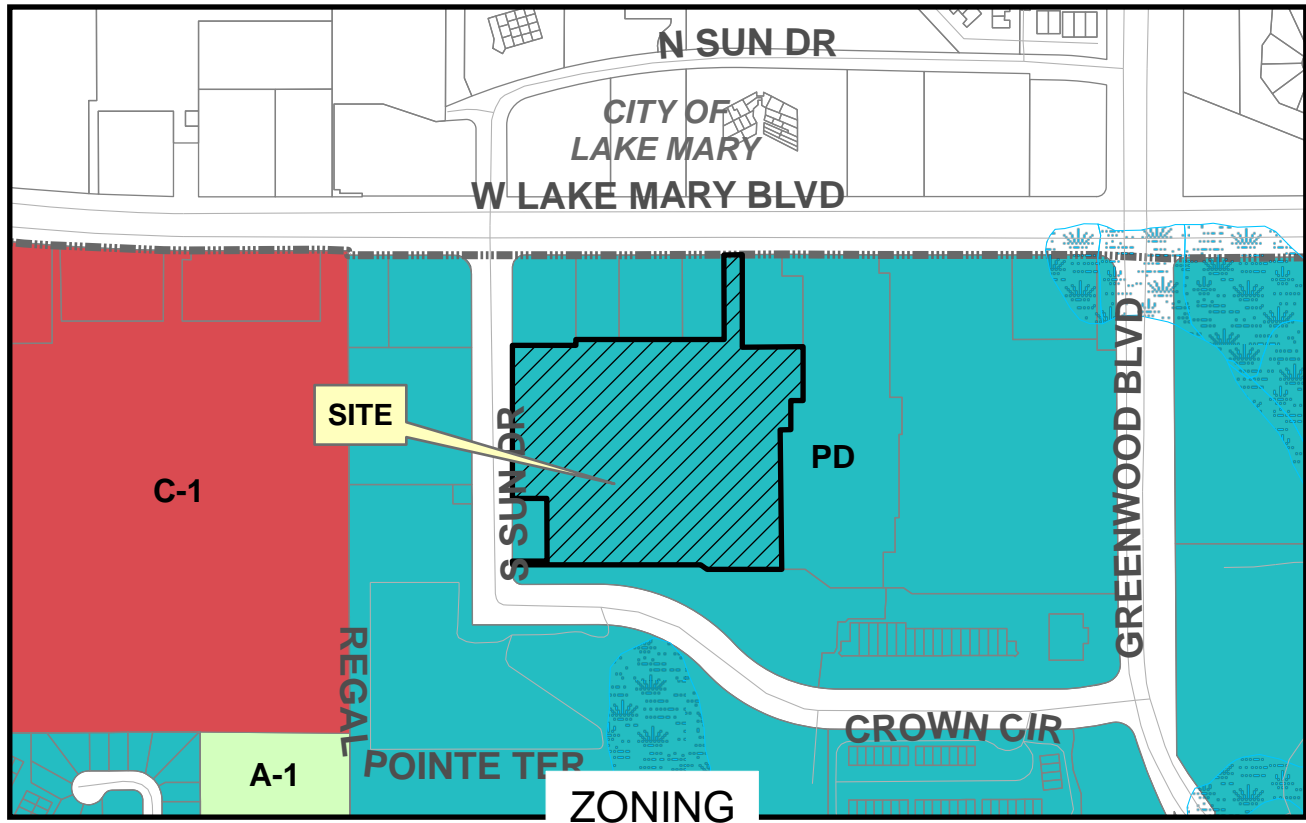 N SUN DR
CITY OF
LAKE MARY
W LAKE MARY BLVD
SITE
C-1
S SUN DR
PD
GREENWOOD BLVD
REGAL
POINTE TER
A-1
CROWN CIR
ZONING